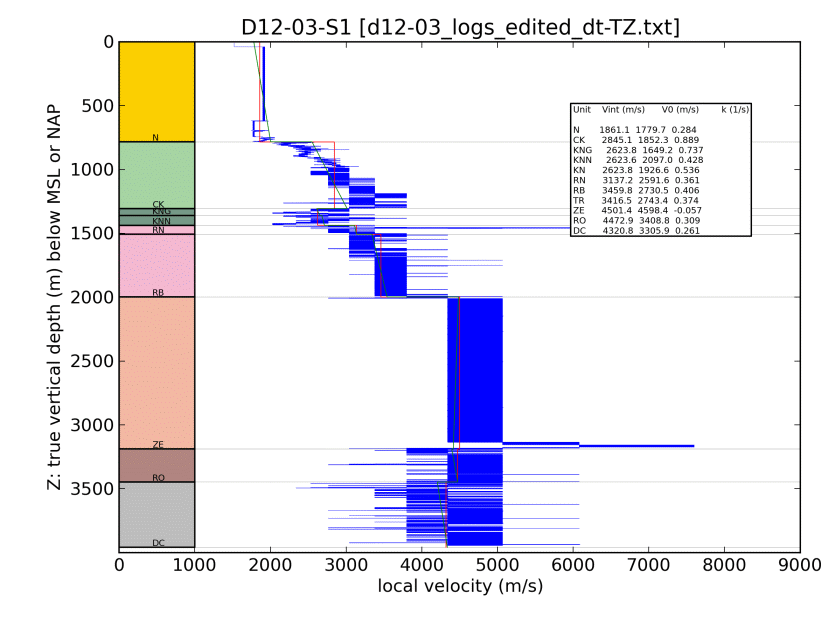 D12-03-S1 [d12-03_logs_edited_dt-TZ.txt]
0
500
1000
1500
2000
2500
3000
3500
Z: true vertical depth (m) below MSL or NAP
N
CK
KNG
KNN
RN
RB
ZE
RO
DC
Unit Vint (m/s) V0 (m/s) k (1/s)
N 1861.1 1779.7 0.284
CK 2845.1 1852.3 0.889
KNG 2623.8 1649.2 0.737
KNN 2623.6 2097.0 0.428
KN 2623.8 1926.6 0.536
RN 3137.2 2591.6 0.361
RB 3459.8 2730.5 0.406
TR 3416.5 2743.4 0.374
ZE 4501.4 4598.4 -0.057
RO 4472.9 3408.8 0.309
DC 4320.8 3305.9 0.261
0 1000 2000 3000 4000 5000 6000 7000 8000 9000
local velocity (m/s)